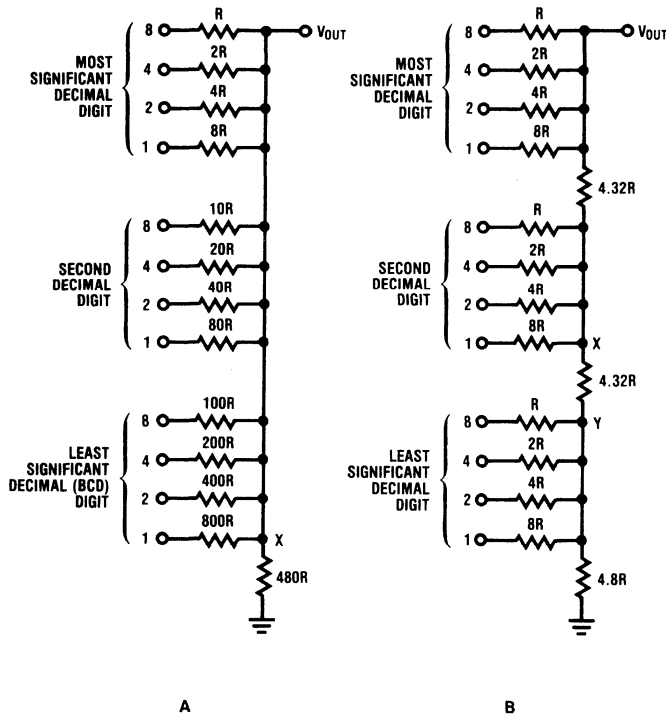 R
8
VOUT
2R
4
MOST
SIGNIFICANT
DECIMAL
DIGIT
4R
2
8R
1
10R
8
20R
4
SECOND
DECIMAL
DIGIT
40R
2
80R
1
100R
8
200R
4
LEAST
SIGNIFICANT
DECIMAL (BCD)
DIGIT
400R
2
800R
1
X
480R
A
R
8
VOUT
2R
4
MOST
SIGNIFICANT
DECIMAL
DIGIT
4R
2
8R
1
4.32R
R
8
2R
4
SECOND
DECIMAL
DIGIT
4R
2
8R
1
X
4.32R
R
8
Y
2R
4
LEAST
SIGNIFICANT
DECIMAL
DIGIT
4R
2
8R
1
4.8R
B